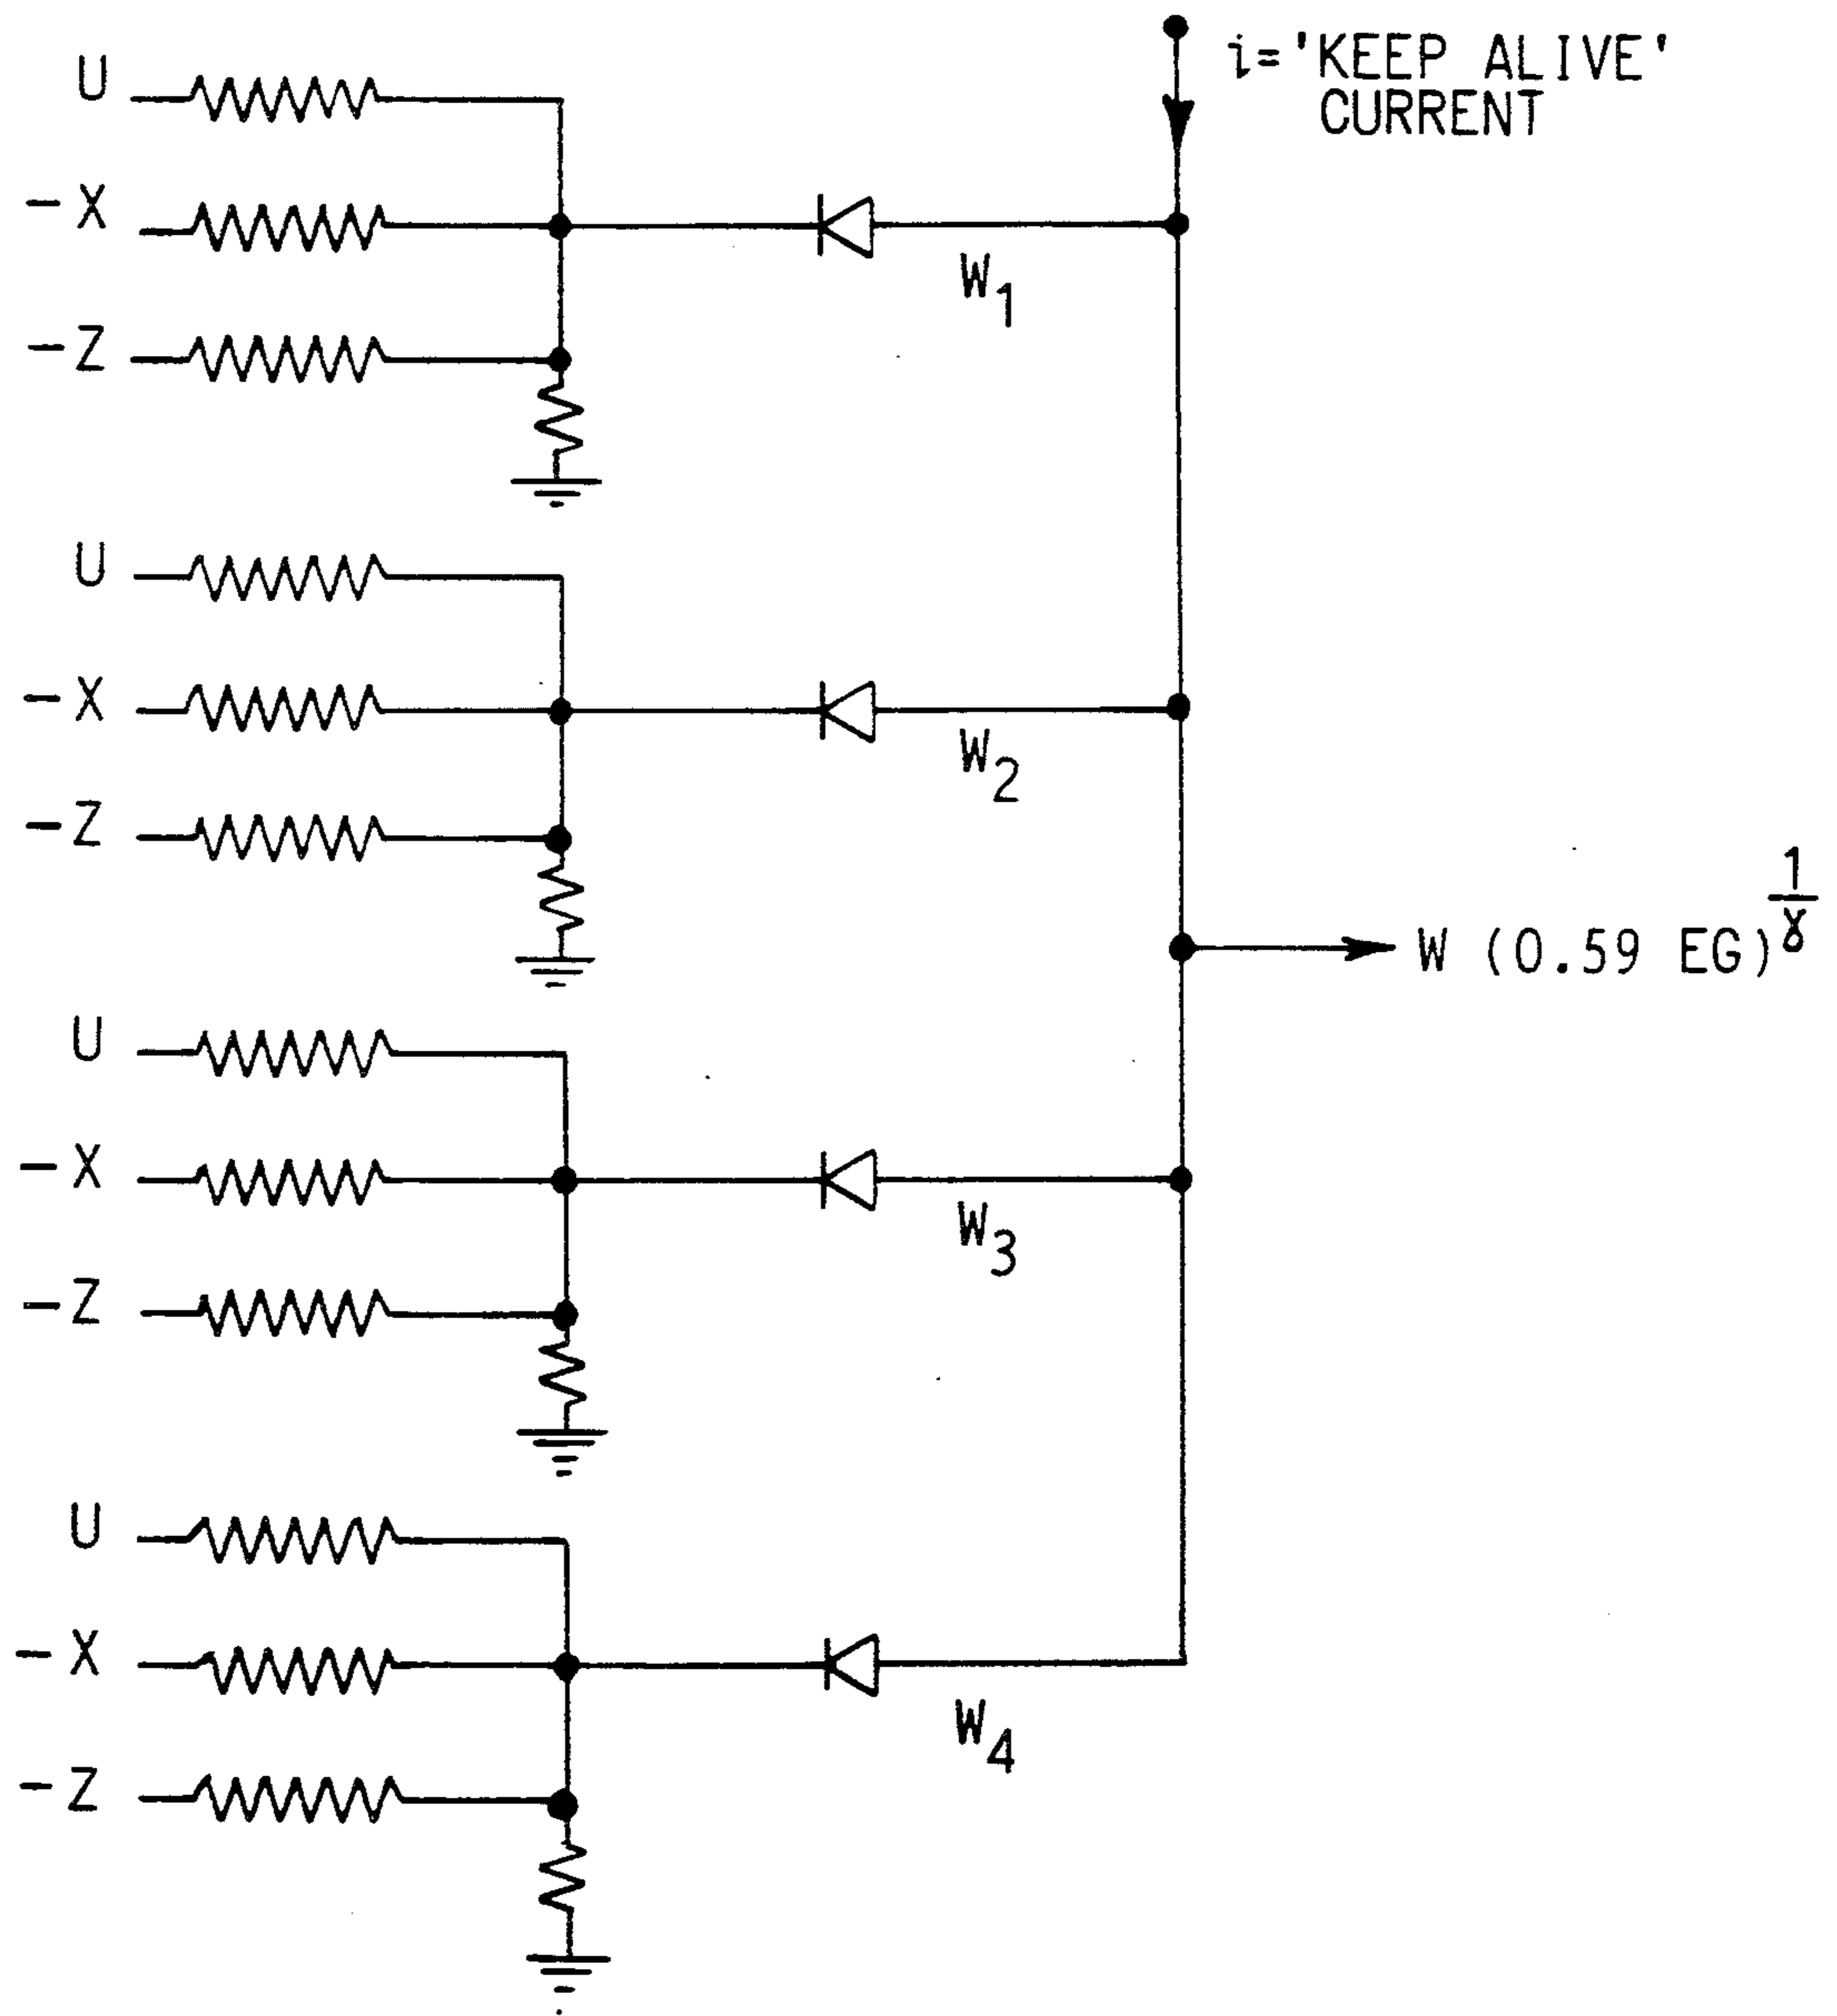 U
i='KEEP ALIVE'
CURRENT
-X
W1
-Z
U
-X
W2
-Z
W (0.59 EG)^1/γ
U
-X
W3
-Z
U
-X
W4
-Z